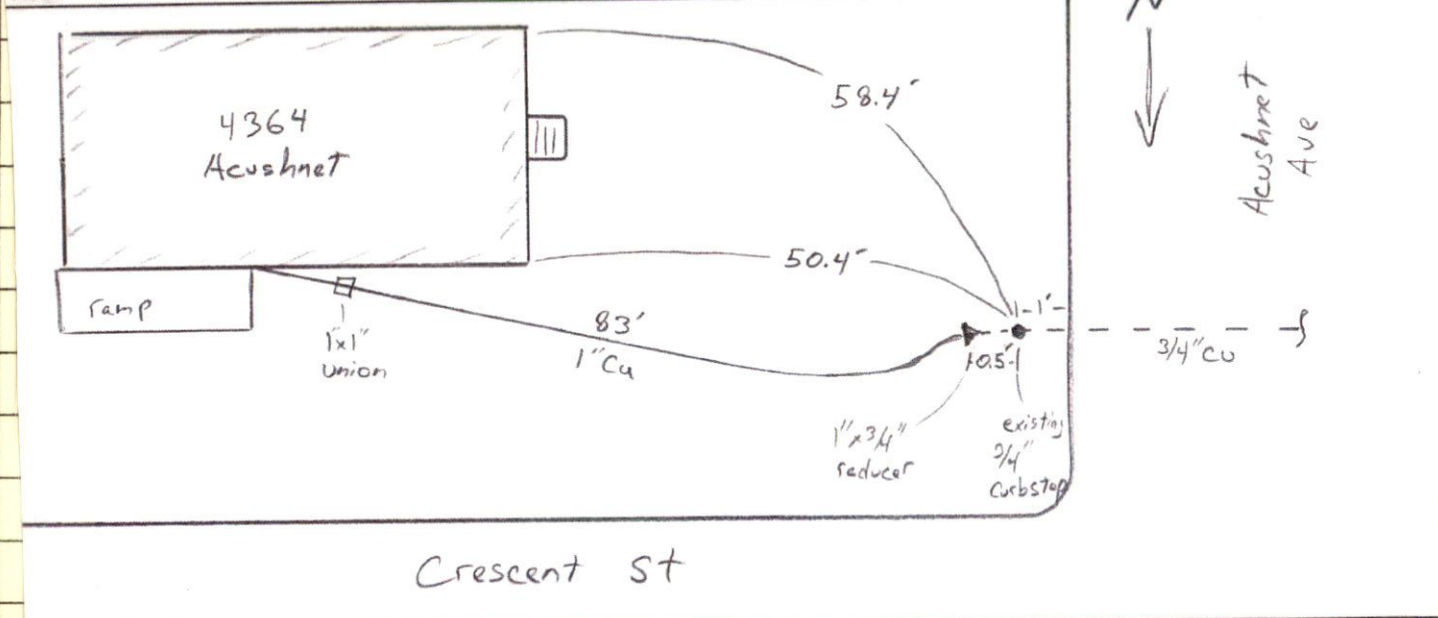 N
58.4'
4364
Acushnet
Acushnet
Ave
50.4'
ramp
1"x1"
union
83'
1"Cu
1'
0.5'
3/4"Cu
1"x3/4"
reducer
existing
3/4"
curbstop
Crescent St